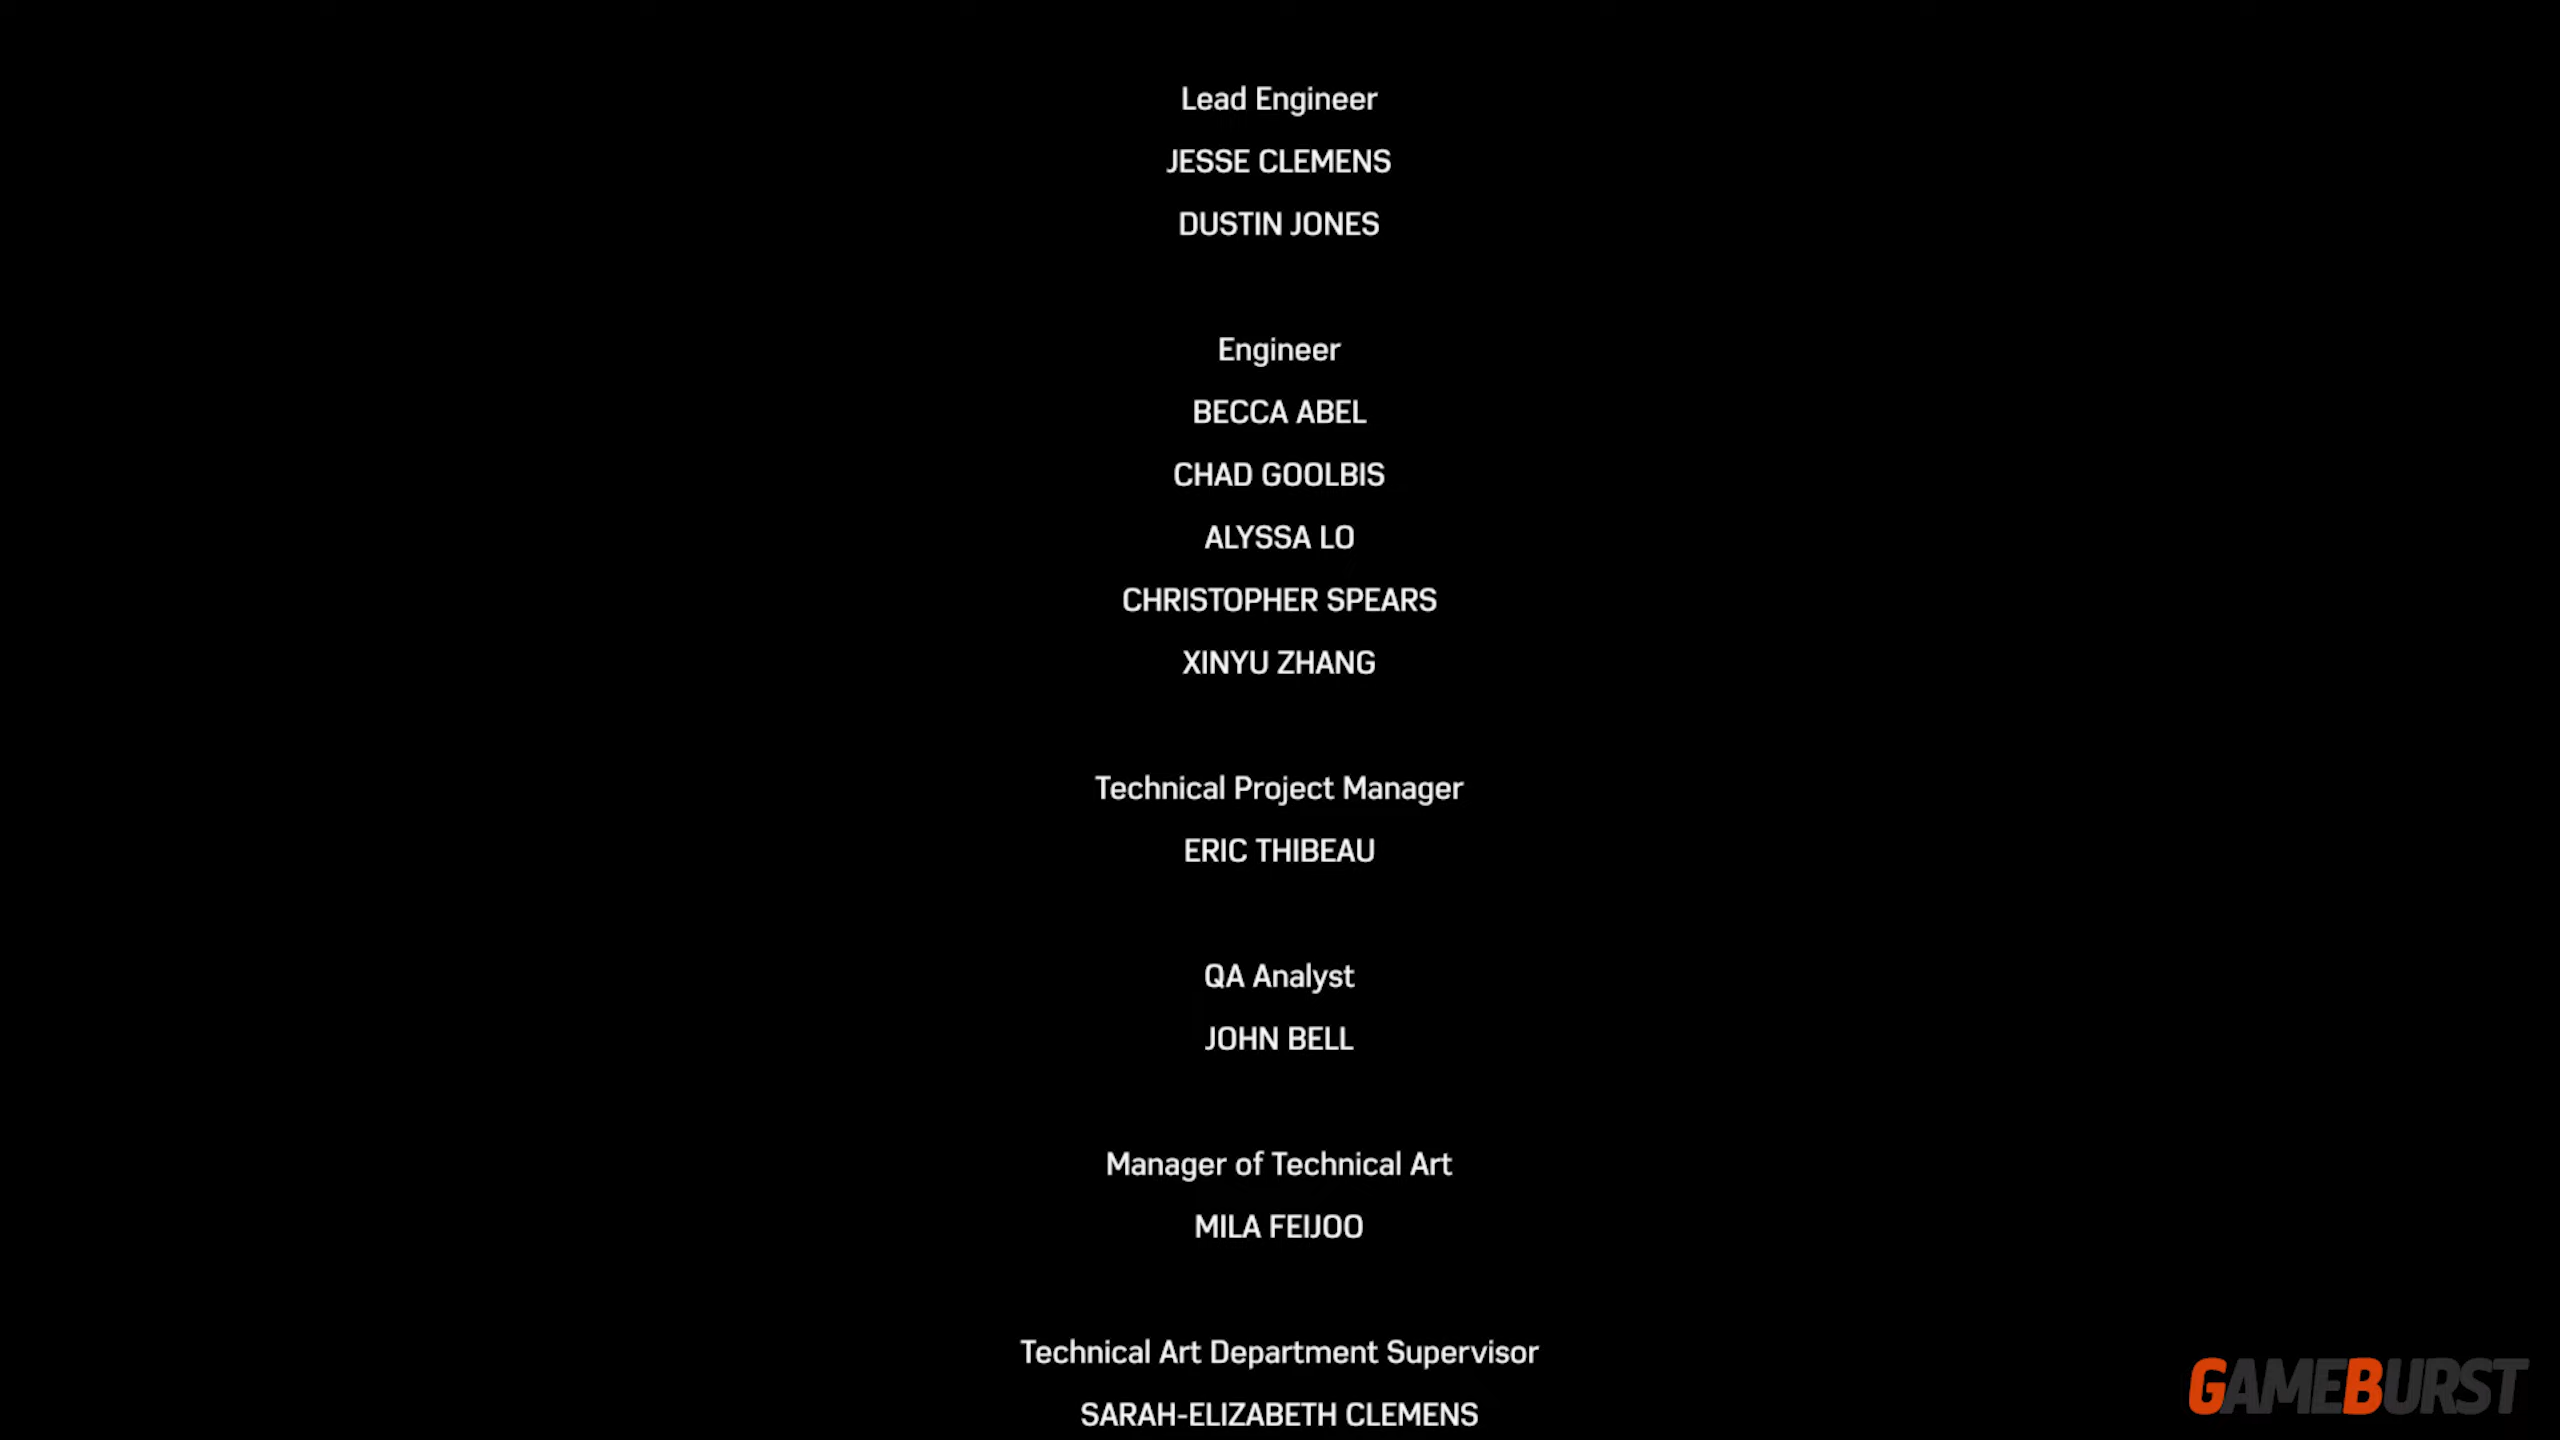 Lead Engineer
JESSE CLEMENS
DUSTIN JONES
Engineer
BECCA ABEL
CHAD GOOLBIS
ALYSSA LO
CHRISTOPHER SPEARS
XINYU ZHANG
Technical Project Manager
ERIC THIBEAU
QA Analyst
JOHN BELL
Manager of Technical Art
MILA FEIJOO
Technical Art Department Supervisor
SARAH-ELIZABETH CLEMENS
GAMEBURST